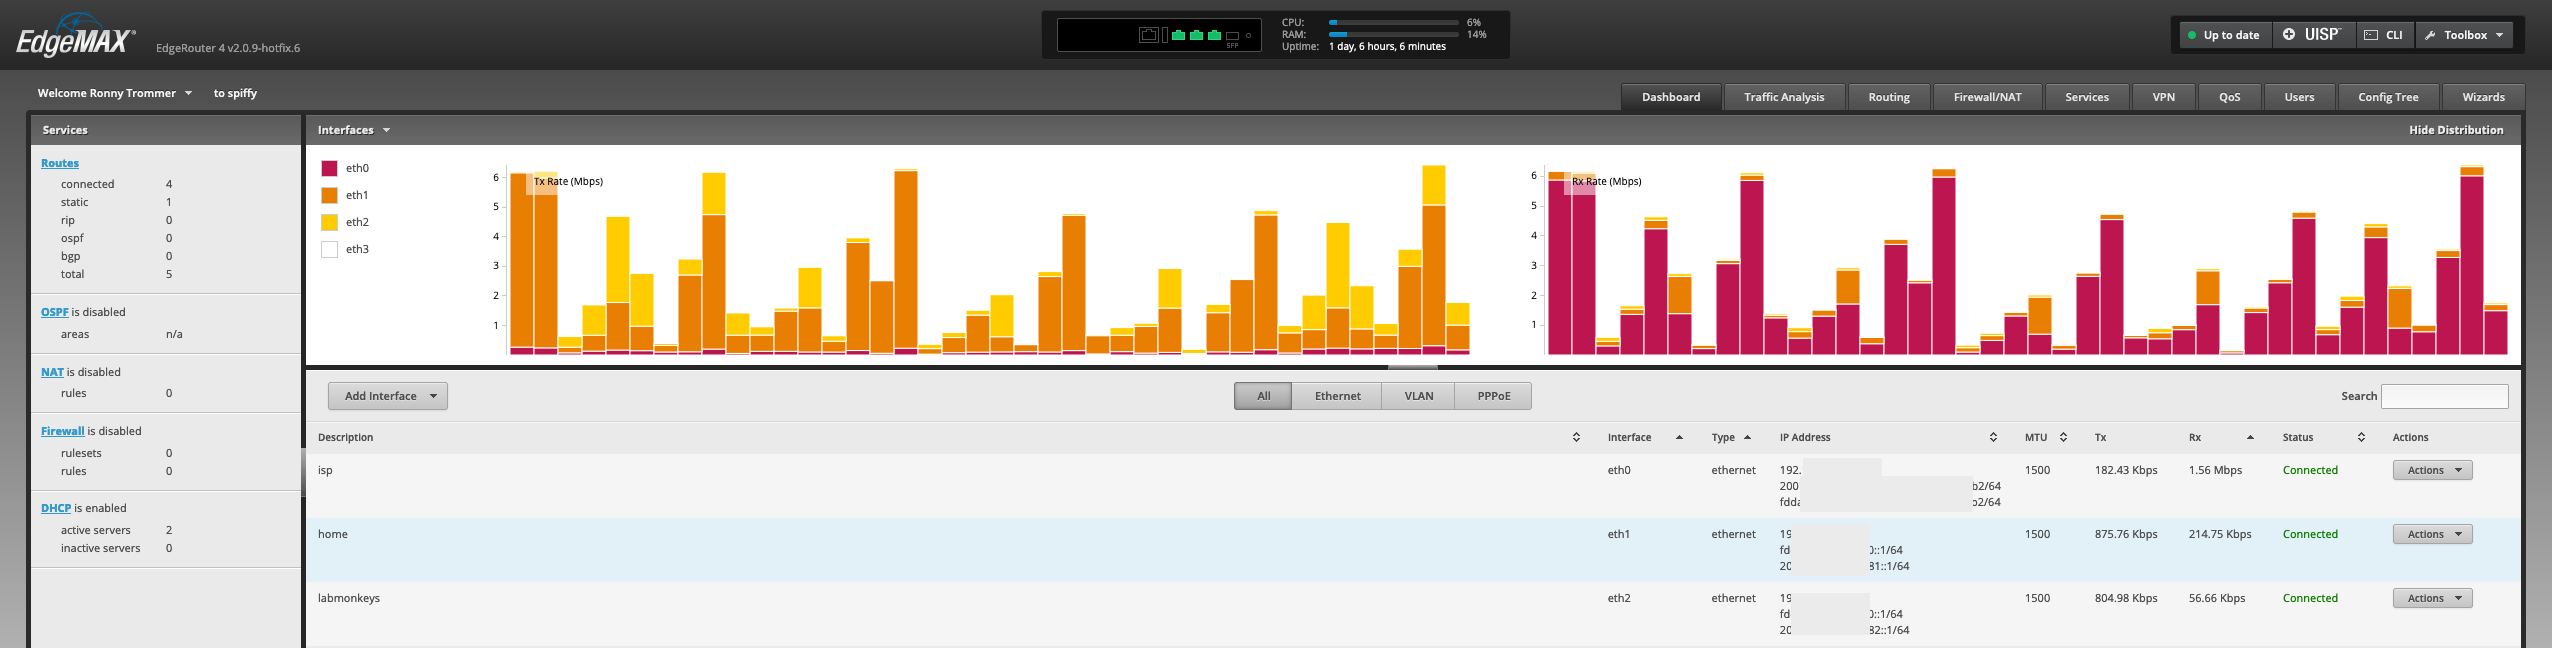 EdgeMAX
EdgeRouter 4 v2.0.9-hotfix.6
SFP
CPU: 6%
RAM: 14%
Uptime: 1 day, 6 hours, 6 minutes
Up to date
UISP
CLI
Toolbox
Welcome Ronny Trommer to spiffy
Dashboard Traffic Analysis Routing Firewall/NAT Services VPN QoS Users Config Tree Wizards
Services
Routes
connected 4
static 1
rip 0
ospf 0
bgp 0
total 5
OSPF is disabled
areas n/a
NAT is disabled
rules 0
Firewall is disabled
rulesets 0
rules 0
DHCP is enabled
active servers 2
inactive servers 0
Interfaces
Hide Distribution
eth0
eth1
eth2
eth3
Tx Rate (Mbps)
6
5
4
3
2
1
Rx Rate (Mbps)
6
5
4
3
2
1
Add Interface
All Ethernet VLAN PPPoE
Search
Description Interface Type IP Address MTU Tx Rx Status Actions
isp eth0 ethernet 192. 1500 182.43 Kbps 1.56 Mbps Connected Actions
200 b2/64
fdda b2/64
home eth1 ethernet 19 1500 875.76 Kbps 214.75 Kbps Connected Actions
fd 0::1/64
20 81::1/64
labmonkeys eth2 ethernet 19 1500 804.98 Kbps 56.66 Kbps Connected Actions
fd 0::1/64
20 82::1/64